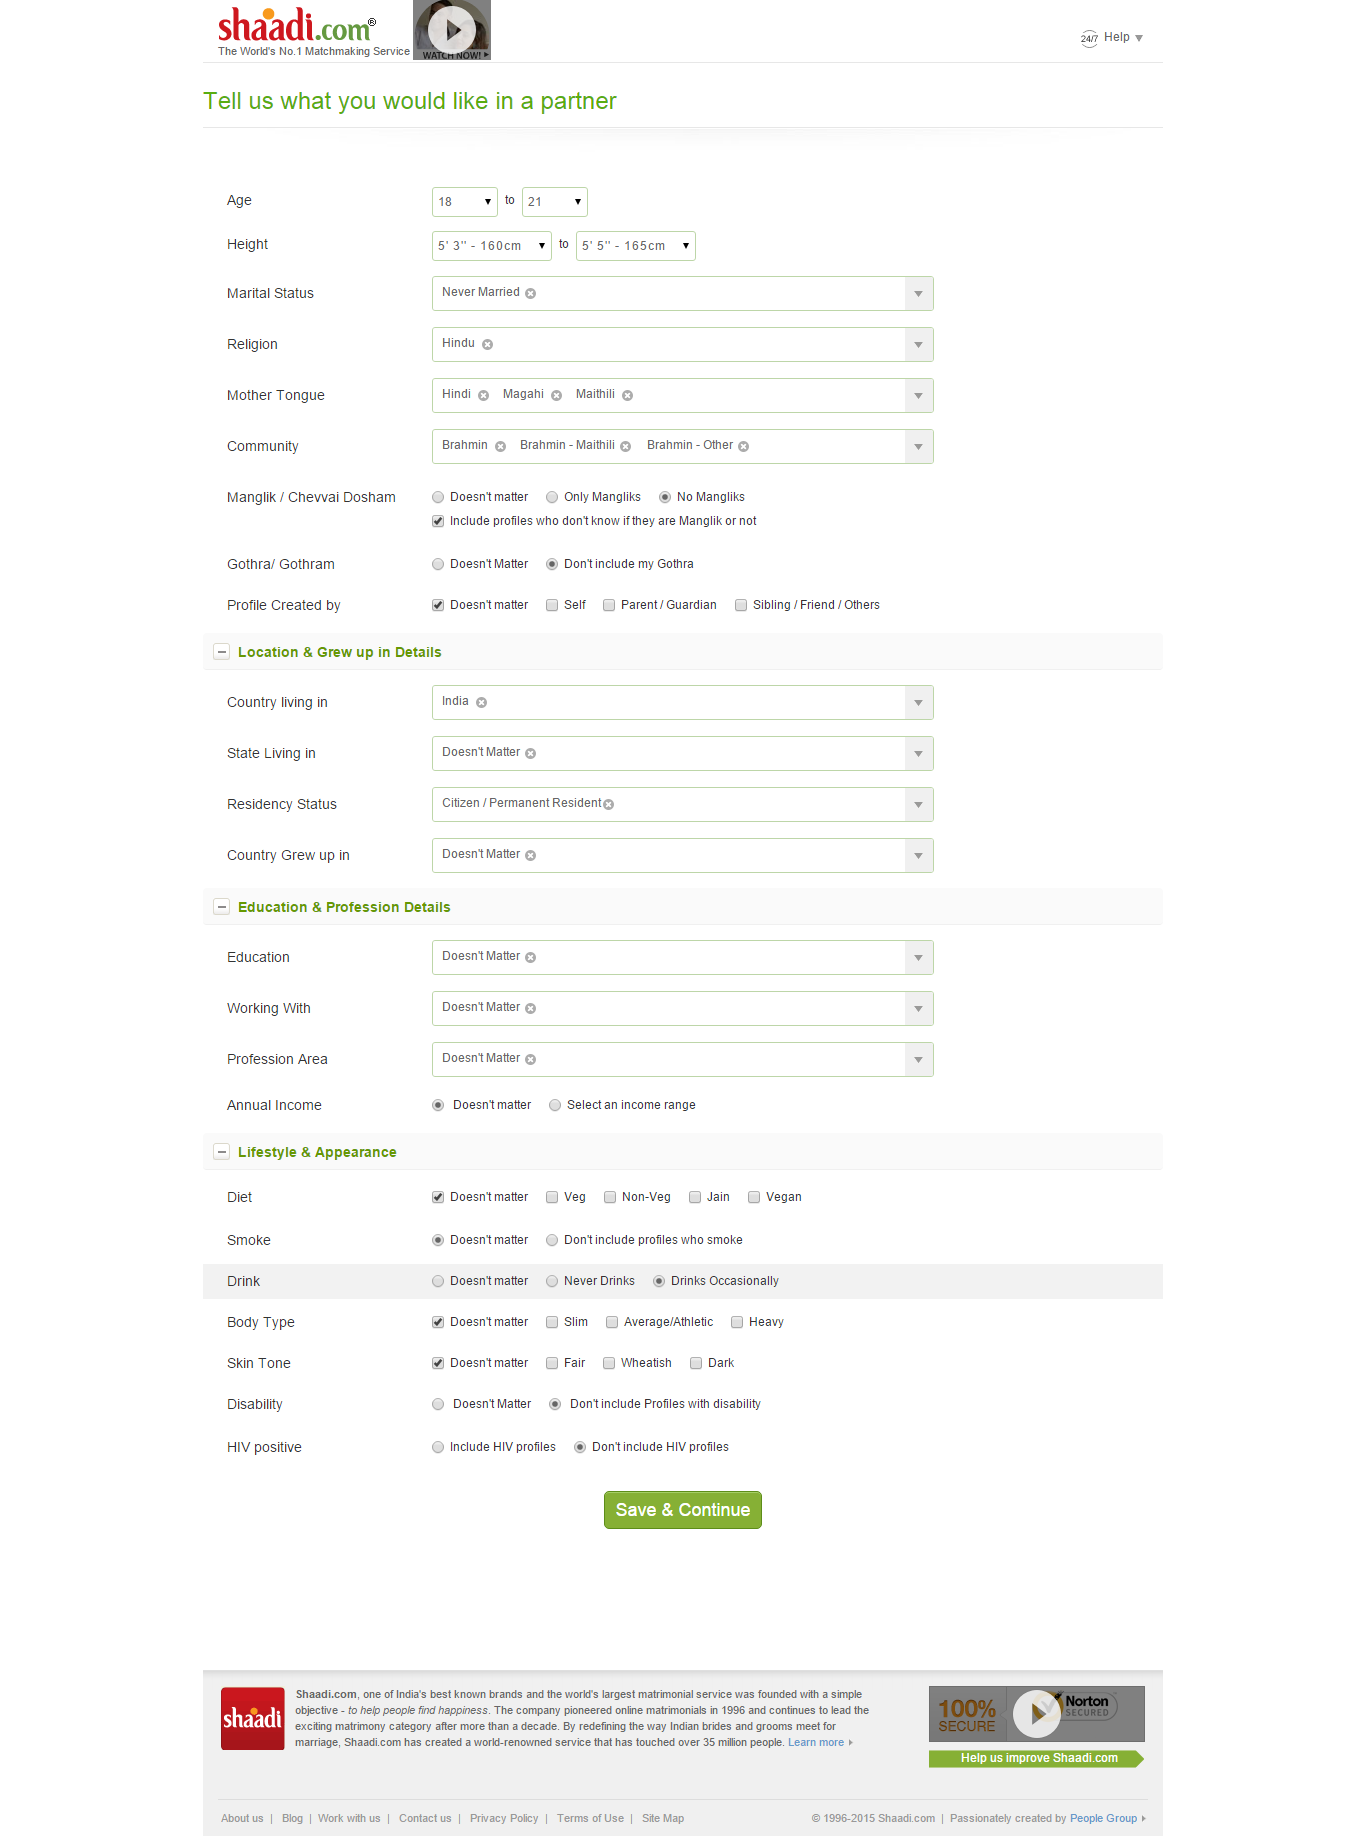 shaadi.com®
The World's No.1 Matchmaking Service
WATCH NOW!
24/7 Help
Tell us what you would like in a partner
Age 18 to 21
Height 5' 3" - 160cm to 5' 5" - 165cm
Marital Status Never Married
Religion Hindu
Mother Tongue Hindi Magahi Maithili
Community Brahmin Brahmin - Maithili Brahmin - Other
Manglik / Chevvai Dosham Doesn't matter Only Mangliks No Mangliks
Include profiles who don't know if they are Manglik or not
Gothra/ Gothram Doesn't Matter Don't include my Gothra
Profile Created by Doesn't matter Self Parent / Guardian Sibling / Friend / Others
Location & Grew up in Details
Country living in India
State Living in Doesn't Matter
Residency Status Citizen / Permanent Resident
Country Grew up in Doesn't Matter
Education & Profession Details
Education Doesn't Matter
Working With Doesn't Matter
Profession Area Doesn't Matter
Annual Income Doesn't matter Select an income range
Lifestyle & Appearance
Diet Doesn't matter Veg Non-Veg Jain Vegan
Smoke Doesn't matter Don't include profiles who smoke
Drink Doesn't matter Never Drinks Drinks Occasionally
Body Type Doesn't matter Slim Average/Athletic Heavy
Skin Tone Doesn't matter Fair Wheatish Dark
Disability Doesn't Matter Don't include Profiles with disability
HIV positive Include HIV profiles Don't include HIV profiles
Save & Continue
shaadi
Shaadi.com, one of India's best known brands and the world's largest matrimonial service was founded with a simple
objective - to help people find happiness. The company pioneered online matrimonials in 1996 and continues to lead the
exciting matrimony category after more than a decade. By redefining the way Indian brides and grooms meet for
marriage, Shaadi.com has created a world-renowned service that has touched over 35 million people. Learn more
100% SECURE
Norton SECURED
Help us improve Shaadi.com
About us | Blog | Work with us | Contact us | Privacy Policy | Terms of Use | Site Map
© 1996-2015 Shaadi.com | Passionately created by People Group